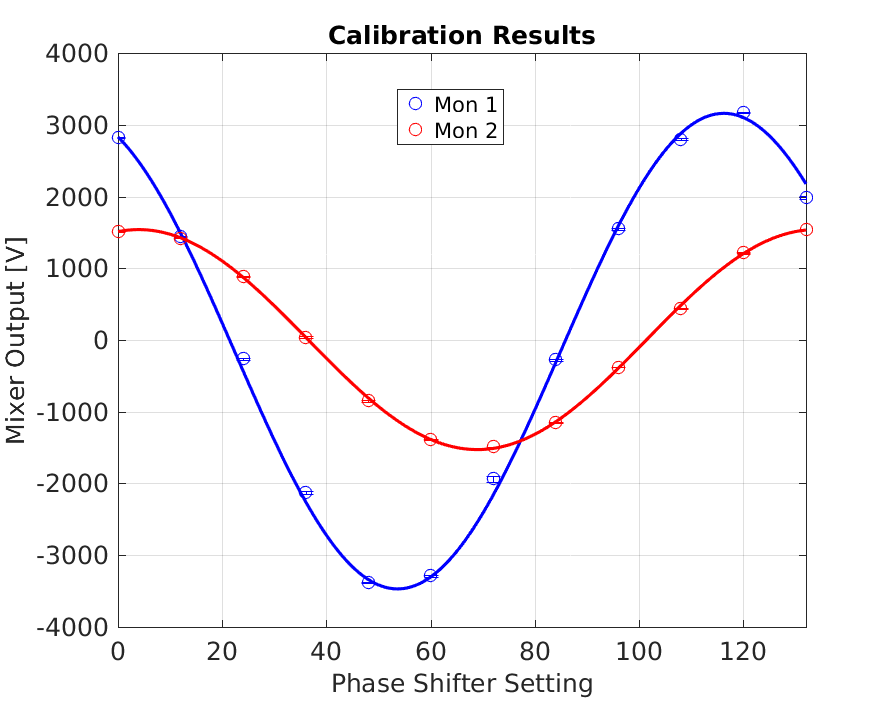 Calibration Results
4000
3000
2000
1000
0
-1000
-2000
-3000
-4000
Mixer Output [V]
Mon 1
Mon 2
0 20 40 60 80 100 120
Phase Shifter Setting